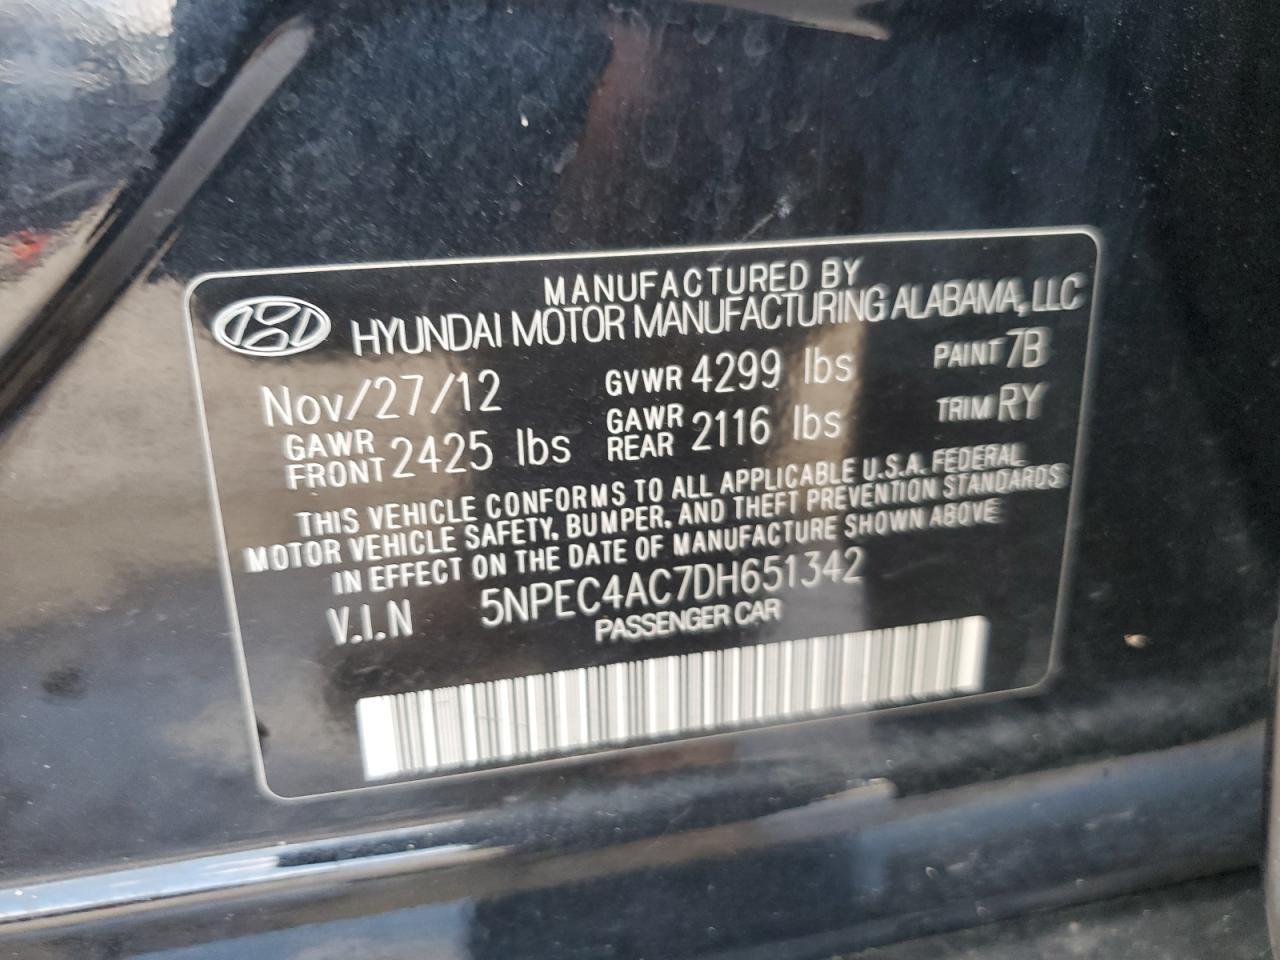 MANUFACTURED BY
HYUNDAI MOTOR MANUFACTURING ALABAMA, LLC
Nov/27/12 GVWR 4299 lbs PAINT 7B
GAWR FRONT 2425 lbs GAWR REAR 2116 lbs TRIM RY
THIS VEHICLE CONFORMS TO ALL APPLICABLE U.S.A. FEDERAL
MOTOR VEHICLE SAFETY, BUMPER, AND THEFT PREVENTION STANDARDS
IN EFFECT ON THE DATE OF MANUFACTURE SHOWN ABOVE
V.I.N 5NPEC4AC7DH651342
PASSENGER CAR